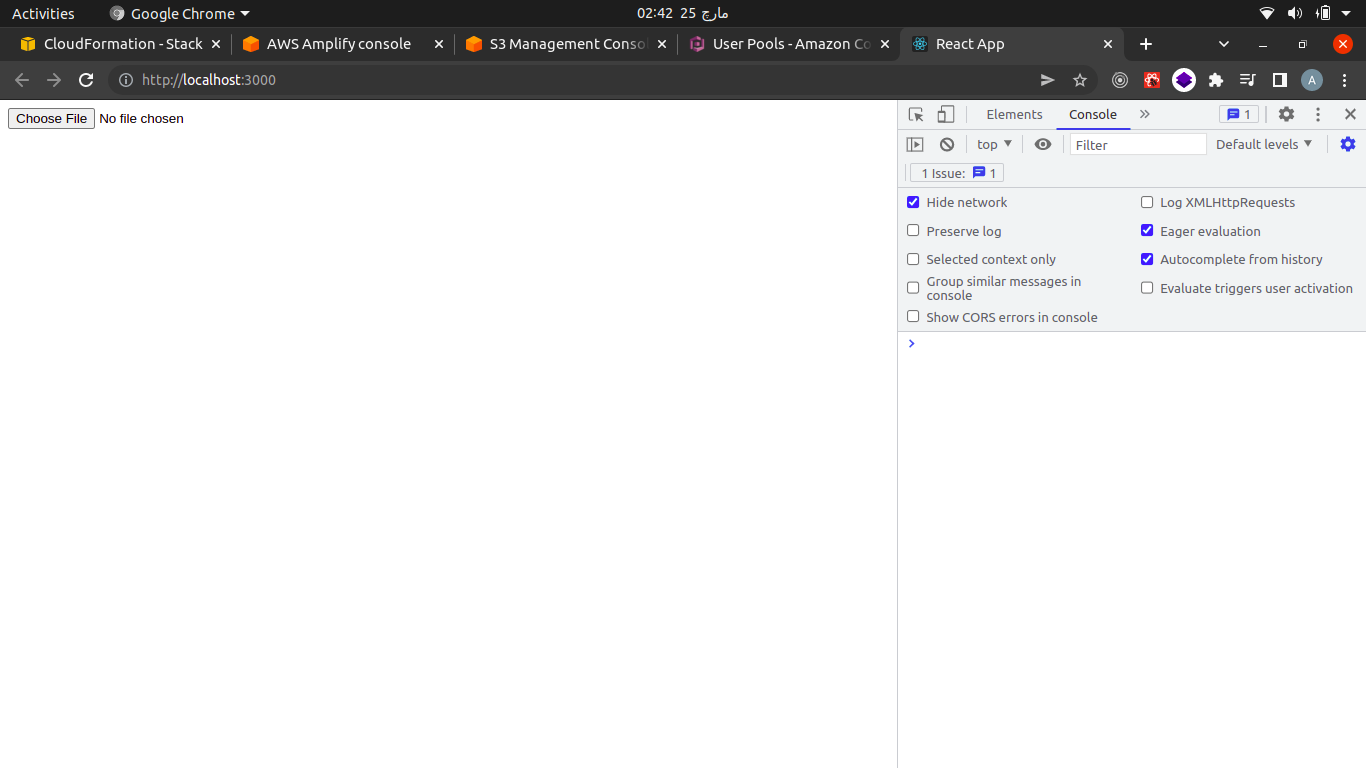 Activities
Google Chrome
02:42 25 مارچ
CloudFormation - Stack
AWS Amplify console
S3 Management Conso
User Pools - Amazon Co
React App
http://localhost:3000
A
Choose File No file chosen
Elements
Console
1
top
Filter
Default levels
1 Issue: 1
Hide network
Log XMLHttpRequests
Preserve log
Eager evaluation
Selected context only
Autocomplete from history
Group similar messages in
console
Evaluate triggers user activation
Show CORS errors in console